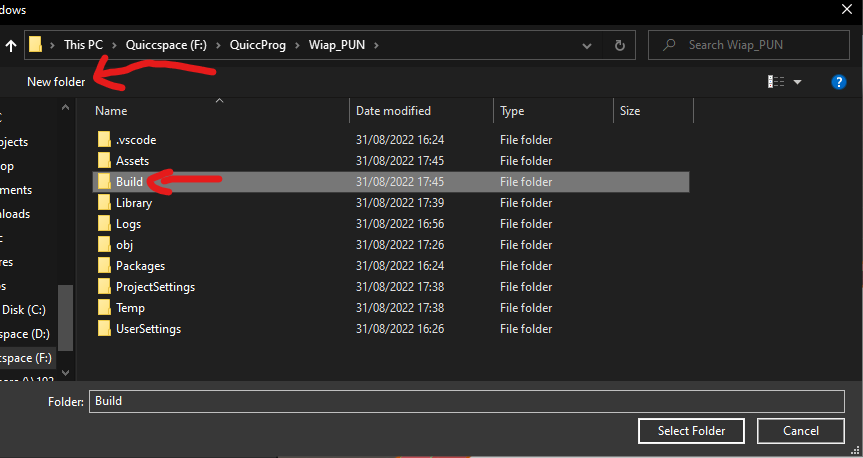 dows
This PC > Quiccspace (F:) > QuiccProg > Wiap_PUN >
Search Wiap_PUN
New folder
?
Name Date modified Type Size
.vscode 31/08/2022 16:24 File folder
Assets 31/08/2022 17:45 File folder
Build 31/08/2022 17:45 File folder
Library 31/08/2022 17:39 File folder
Logs 31/08/2022 16:56 File folder
obj 31/08/2022 17:26 File folder
Packages 31/08/2022 16:24 File folder
ProjectSettings 31/08/2022 17:38 File folder
Temp 31/08/2022 17:38 File folder
UserSettings 31/08/2022 16:26 File folder
bjects
op
ments
loads
res
s
Disk (C:)
space (D:)
cspace (F:)
Folder: Build
Select Folder
Cancel